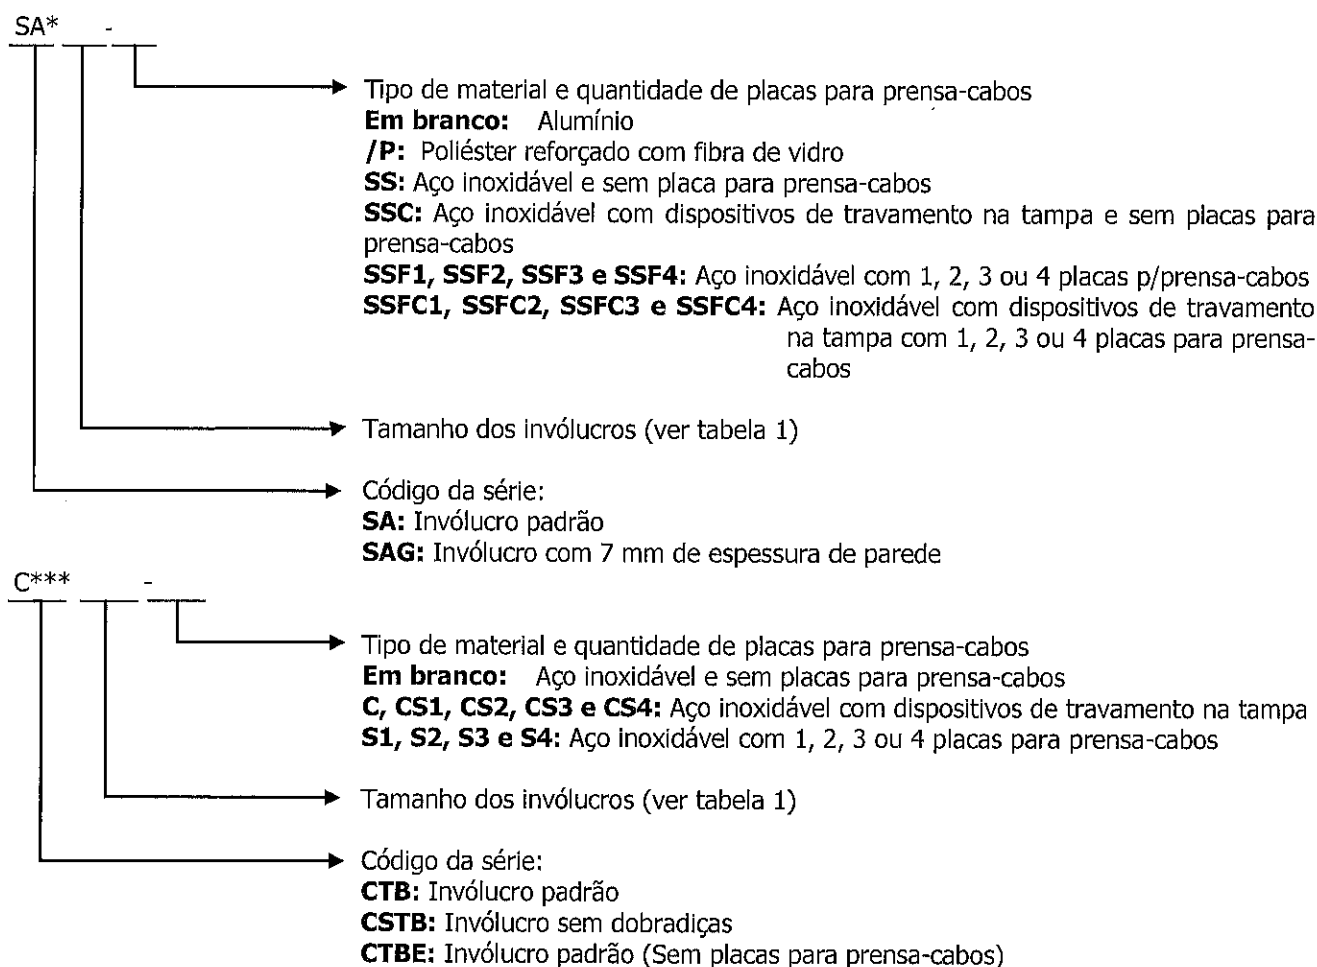 SA* -
Tipo de material e quantidade de placas para prensa-cabos
Em branco: Alumínio
/P: Poliéster reforçado com fibra de vidro
SS: Aço inoxidável e sem placa para prensa-cabos
SSC: Aço inoxidável com dispositivos de travamento na tampa e sem placas para
prensa-cabos
SSF1, SSF2, SSF3 e SSF4: Aço inoxidável com 1, 2, 3 ou 4 placas p/prensa-cabos
SSFC1, SSFC2, SSFC3 e SSFC4: Aço inoxidável com dispositivos de travamento
na tampa com 1, 2, 3 ou 4 placas para prensa-
cabos
Tamanho dos invólucros (ver tabela 1)
Código da série:
SA: Invólucro padrão
SAG: Invólucro com 7 mm de espessura de parede
C*** -
Tipo de material e quantidade de placas para prensa-cabos
Em branco: Aço inoxidável e sem placas para prensa-cabos
C, CS1, CS2, CS3 e CS4: Aço inoxidável com dispositivos de travamento na tampa
S1, S2, S3 e S4: Aço inoxidável com 1, 2, 3 ou 4 placas para prensa-cabos
Tamanho dos invólucros (ver tabela 1)
Código da série:
CTB: Invólucro padrão
CSTB: Invólucro sem dobradiças
CTBE: Invólucro padrão (Sem placas para prensa-cabos)